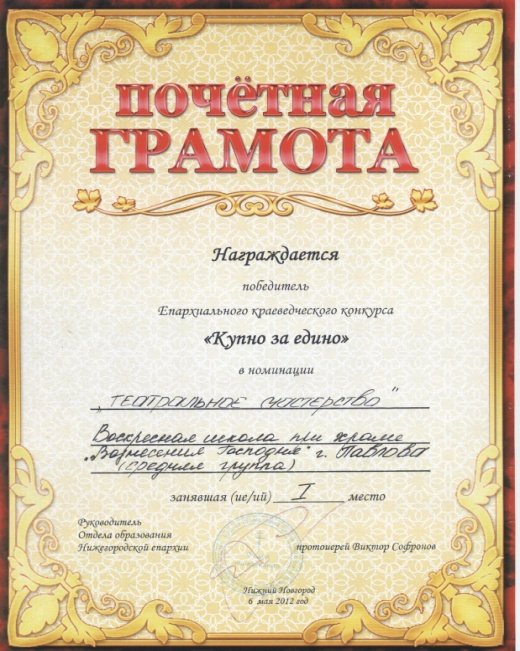 почётная
ГРАМОТА
Награждается
победитель
Епархиального краеведческого конкурса
«Купно за едино»
в номинации
„театральное мастерство"
Воскресная школа при храме
„Вознесения Господня" г. Павлова
(средняя группа)
занявшая (ие/ий) I место
Руководитель
Отдела образования
Нижегородской епархии
протоиерей Виктор Софронов
Нижний Новгород
6 мая 2012 год